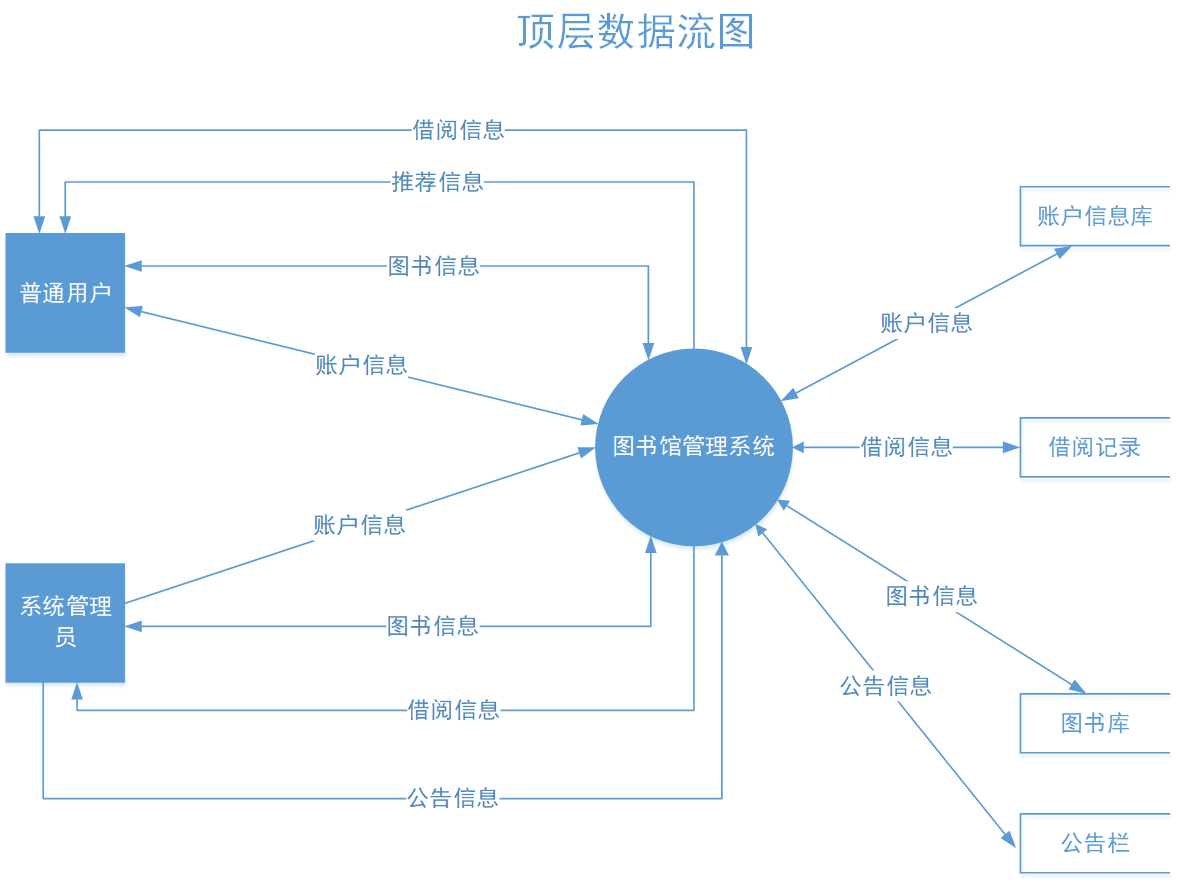 顶层数据流图
借阅信息
推荐信息
账户信息库
图书信息
普通用户
账户信息
账户信息
图书馆管理系统
借阅信息
借阅记录
账户信息
图书信息
系统管理
员
图书信息
公告信息
借阅信息
图书库
公告信息
公告栏